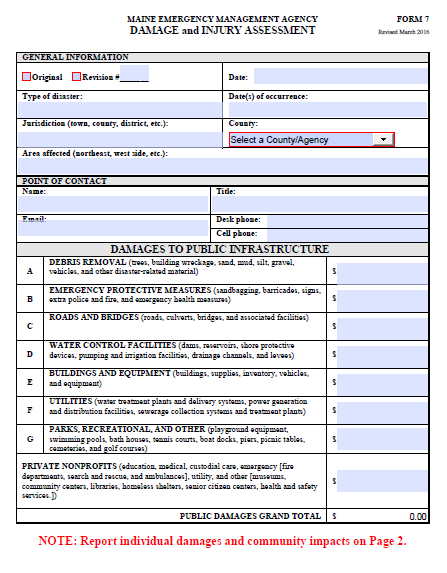 MAINE EMERGENCY MANAGEMENT AGENCY
FORM 7
DAMAGE and INJURY ASSESSMENT
Revised March 2016
GENERAL INFORMATION
Original Revision #
Date:
Type of disaster:
Date(s) of occurrence:
Jurisdiction (town, county, district, etc.):
County:
Select a County/Agency
Area affected (northeast, west side, etc.):
POINT OF CONTACT
Name:
Title:
Email:
Desk phone:
Cell phone:
DAMAGES TO PUBLIC INFRASTRUCTURE
A
DEBRIS REMOVAL (trees, building wreckage, sand, mud, silt, gravel,
vehicles, and other disaster-related material)
$
B
EMERGENCY PROTECTIVE MEASURES (sandbagging, barricades, signs,
extra police and fire, and emergency health measures)
$
C
ROADS AND BRIDGES (roads, culverts, bridges, and associated facilities)
$
D
WATER CONTROL FACILITIES (dams, reservoirs, shore protective
devices, pumping and irrigation facilities, drainage channels, and levees)
$
E
BUILDINGS AND EQUIPMENT (buildings, supplies, inventory, vehicles,
and equipment)
$
F
UTILITIES (water treatment plants and delivery systems, power generation
and distribution facilities, sewerage collection systems and treatment plants)
$
G
PARKS, RECREATIONAL, AND OTHER (playground equipment,
swimming pools, bath houses, tennis courts, boat docks, piers, picnic tables,
cemeteries, and golf courses)
$
PRIVATE NONPROFITS (education, medical, custodial care, emergency [fire
departments, search and rescue, and ambulances], utility, and other [museums,
community centers, libraries, homeless shelters, senior citizen centers, health and safety
services.])
$
PUBLIC DAMAGES GRAND TOTAL $ 0.00
NOTE: Report individual damages and community impacts on Page 2.